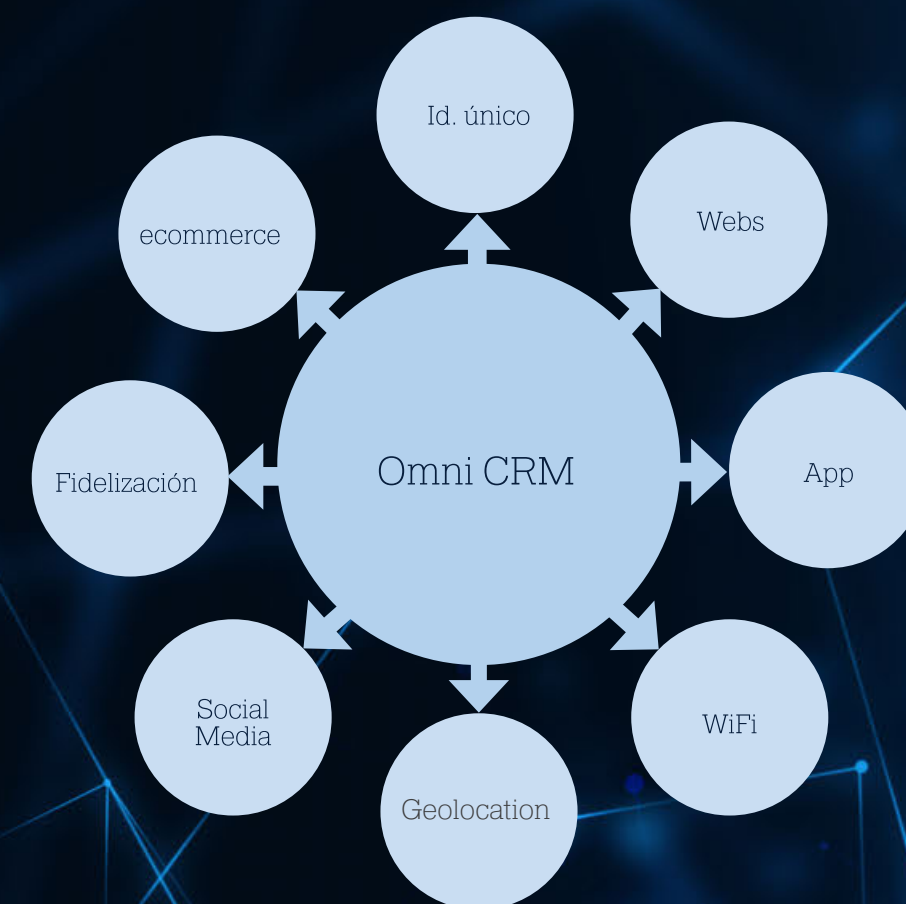 Id. único
ecommerce
Webs
Fidelización
Omni CRM
App
Social
Media
WiFi
Geolocation